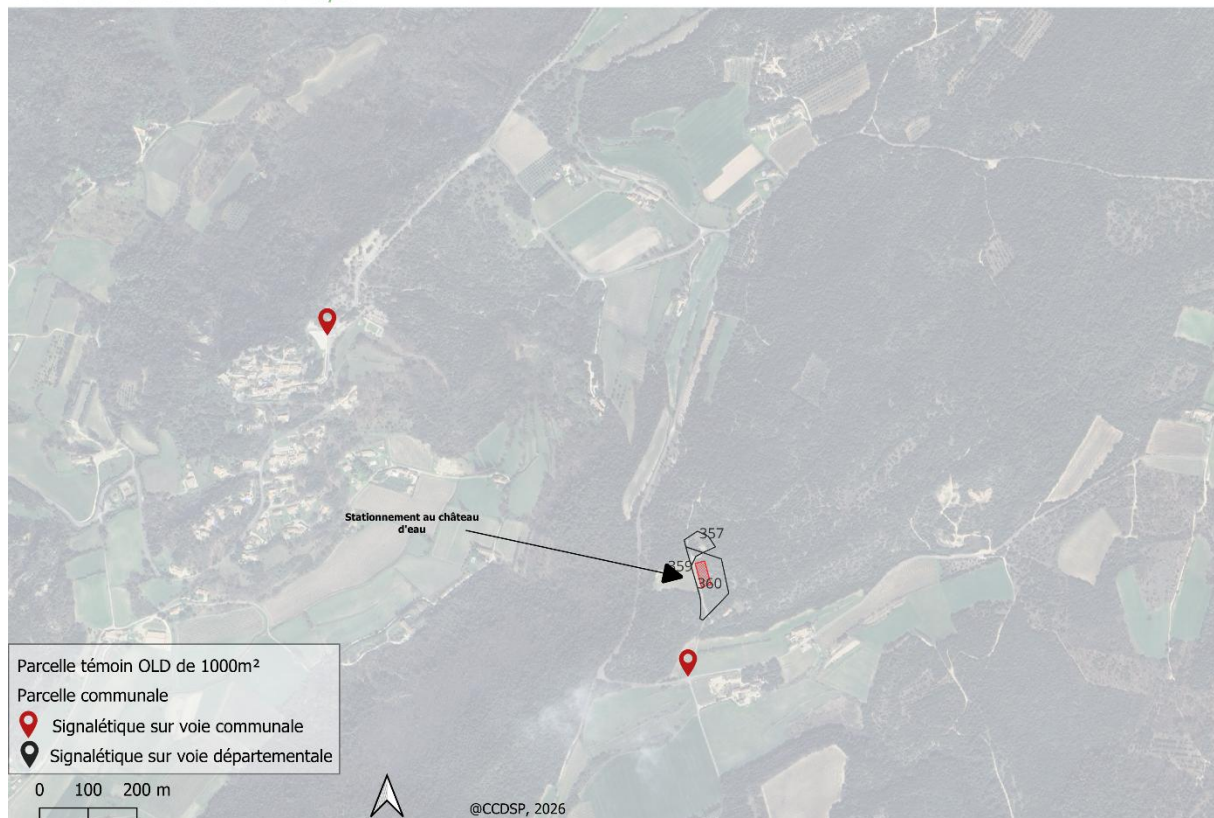 Stationnement au château
d'eau
357
359
360
Parcelle témoin OLD de 1000m²
Parcelle communale
Signalétique sur voie communale
Signalétique sur voie départementale
0 100 200 m
@CCDSP, 2026